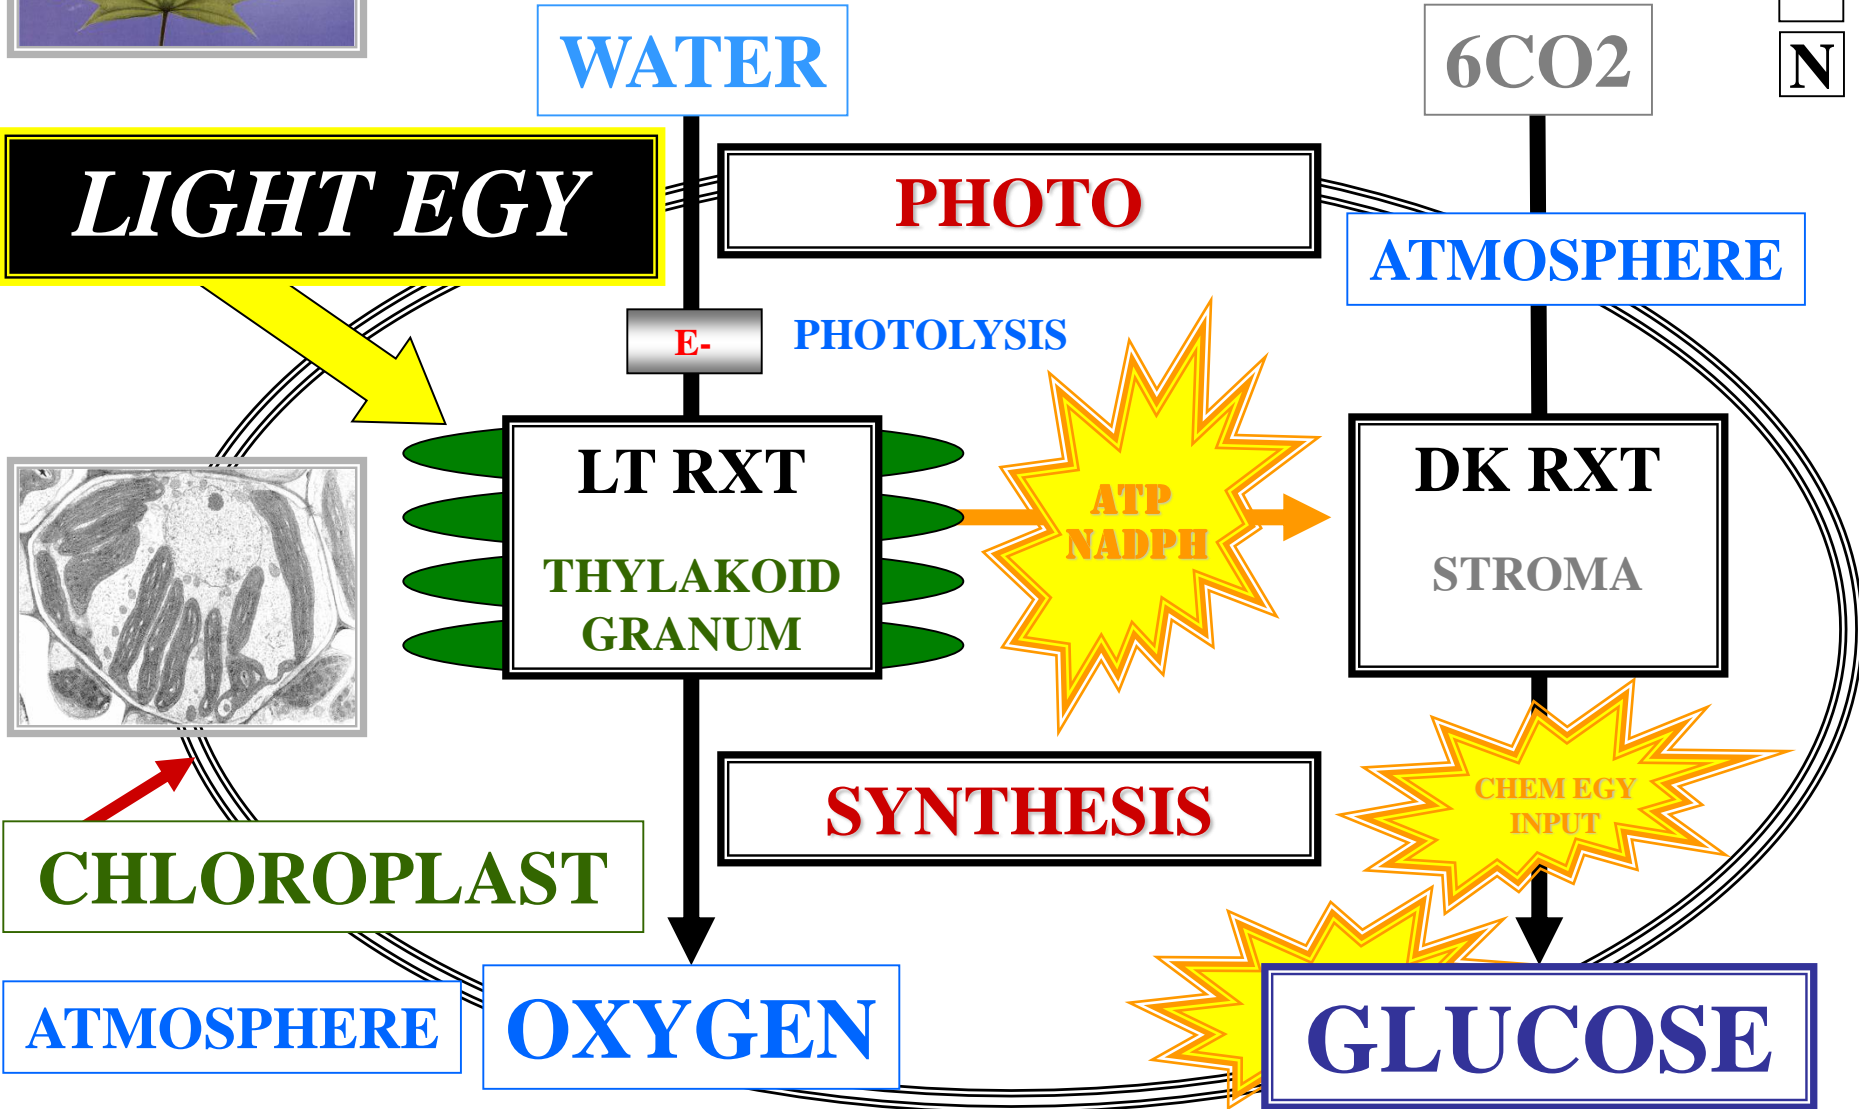 WATER
6CO2
N
LIGHT EGY
PHOTO
ATMOSPHERE
E-
PHOTOLYSIS
LT RXT
THYLAKOID
GRANUM
ATP
NADPH
DK RXT
STROMA
SYNTHESIS
CHEM EGY
INPUT
CHLOROPLAST
ATMOSPHERE
OXYGEN
GLUCOSE